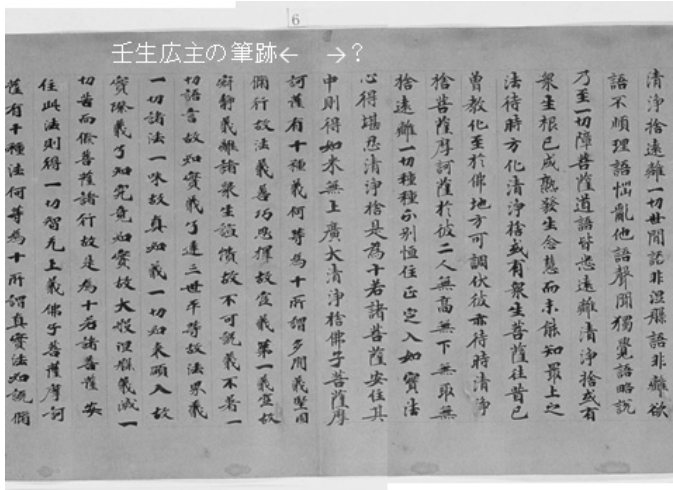 6
壬生広主の筆跡← →?
清淨捨遠離一切世間語非涅槃語非離欲
語不順理語惱亂他語聲聞獨覺語略說
乃至一切障菩薩道語皆悉遠離清淨捨或有
衆生根已成熟發生念慧而未能知最上之
法待時方化清淨捨或有衆生菩薩往昔已
曾教化至於佛地方可調伏彼亦待時清淨
捨菩薩摩訶薩於彼二人無高無下無取無
捨遠離一切種種分別恒住正定入如實法
心得堪忍清淨捨是為十若諸菩薩安住其
中則得如來無上廣大清淨捨佛子菩薩摩
訶薩有十種義何等為十所謂多聞義堅固
修行故法義善巧思擇故空義第一義空故
寂靜義離諸衆生諠憒故不可說義不著一
切語言故如實義了達三世平等故法界義
一切諸法一味故真如義一切如來順入故
實際義了知究竟如實故大般涅槃義滅一
切苦而修菩薩諸行故是為十若諸菩薩安
住此法則得一切智无上義佛子菩薩摩訶
薩有十種法何等為十所謂真實法如說修